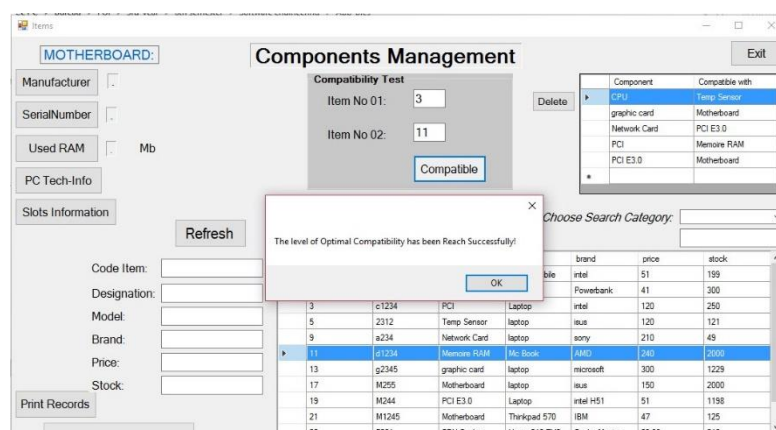 Items
MOTHERBOARD:
Components Management
Exit
Manufacturer
SerialNumber
Used RAM
Mb
PC Tech-Info
Slots Information
Refresh
Compatibility Test
Item No 01: 3
Item No 02: 11
Compatible
Delete
Component Compatible with
CPU Temp Sensor
graphic card Motherboard
Network Card PCI E3.0
PCI Memoire RAM
PCI E3.0 Motherboard
Choose Search Category:
The level of Optimal Compatibility has been Reach Successfully!
OK
Code Item:
Designation:
Model:
Brand:
Price:
Stock:
Print Records
brand price stock
intel 51 199
Powerbank 41 300
3 c1234 PCI Laptop intel 120 250
5 2312 Temp Sensor laptop isus 120 121
9 a234 Network Card laptop sony 210 49
11 d1234 Memoire RAM Mc Book AMD 240 2000
13 g2345 graphic card laptop microsoft 300 1229
17 M255 Motherboard laptop isus 150 2000
19 M244 PCI E3.0 Laptop intel H51 51 1198
21 M1245 Motherboard Thinkpad 570 IBM 47 125